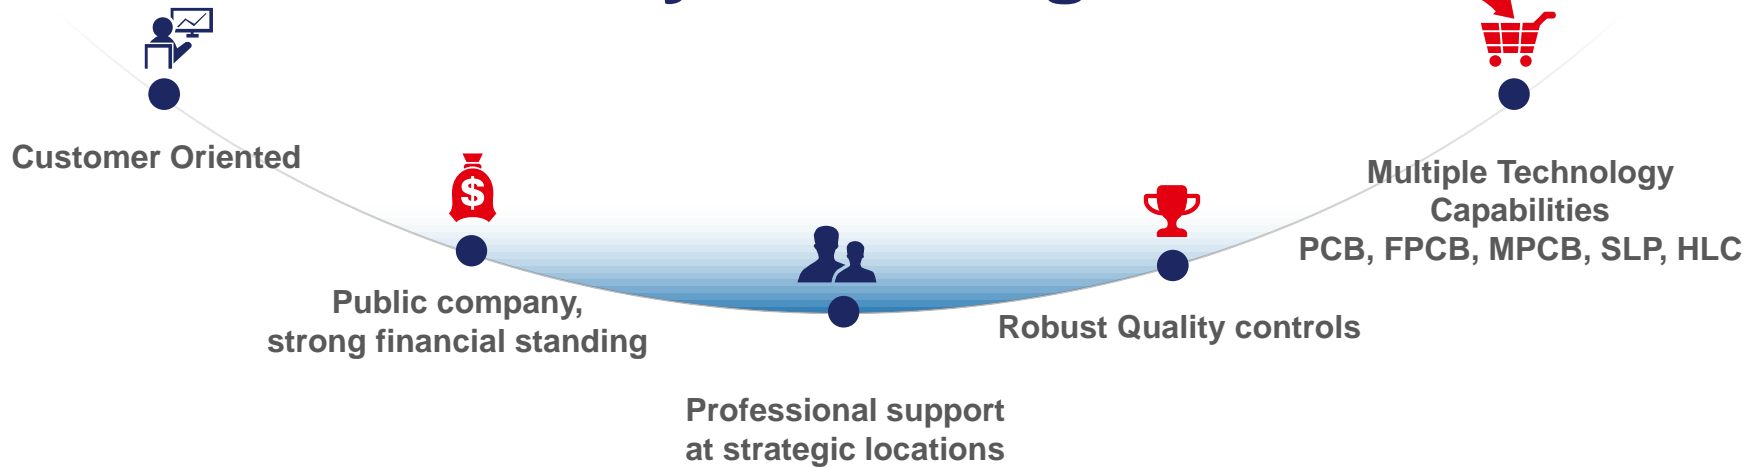 Customer Oriented
$
Public company,
strong financial standing
Professional support
at strategic locations
Robust Quality controls
Multiple Technology
Capabilities
PCB, FPCB, MPCB, SLP, HLC